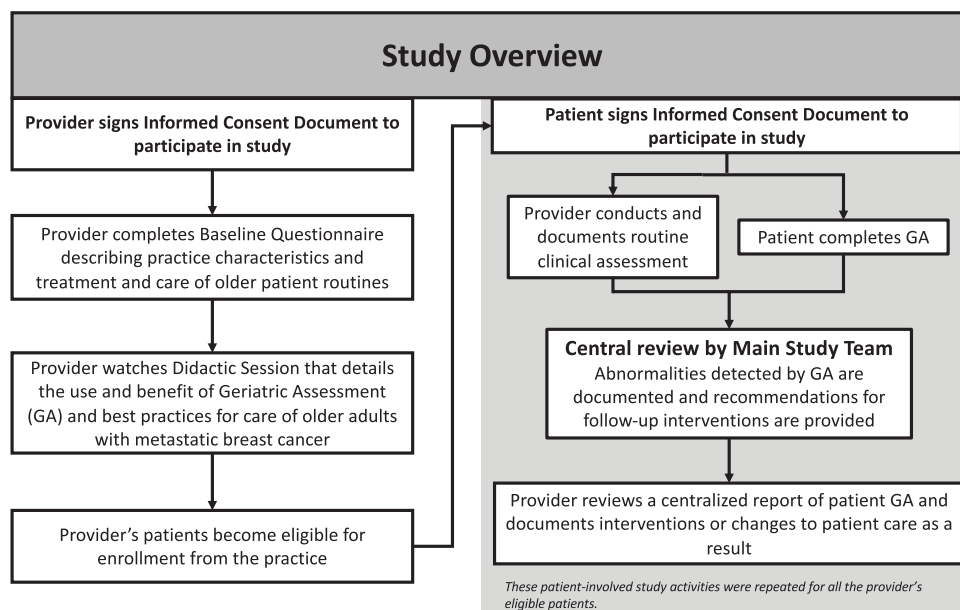 Study Overview
Provider signs Informed Consent Document to
participate in study
Provider completes Baseline Questionnaire
describing practice characteristics and
treatment and care of older patient routines
Provider watches Didactic Session that details
the use and benefit of Geriatric Assessment
(GA) and best practices for care of older adults
with metastatic breast cancer
Provider’s patients become eligible for
enrollment from the practice
Patient signs Informed Consent Document to
participate in study
Provider conducts and
documents routine
clinical assessment
Patient completes GA
Central review by Main Study Team
Abnormalities detected by GA are
documented and recommendations for
follow-up interventions are provided
Provider reviews a centralized report of patient GA and
documents interventions or changes to patient care as a
result
These patient-involved study activities were repeated for all the provider’s
eligible patients.